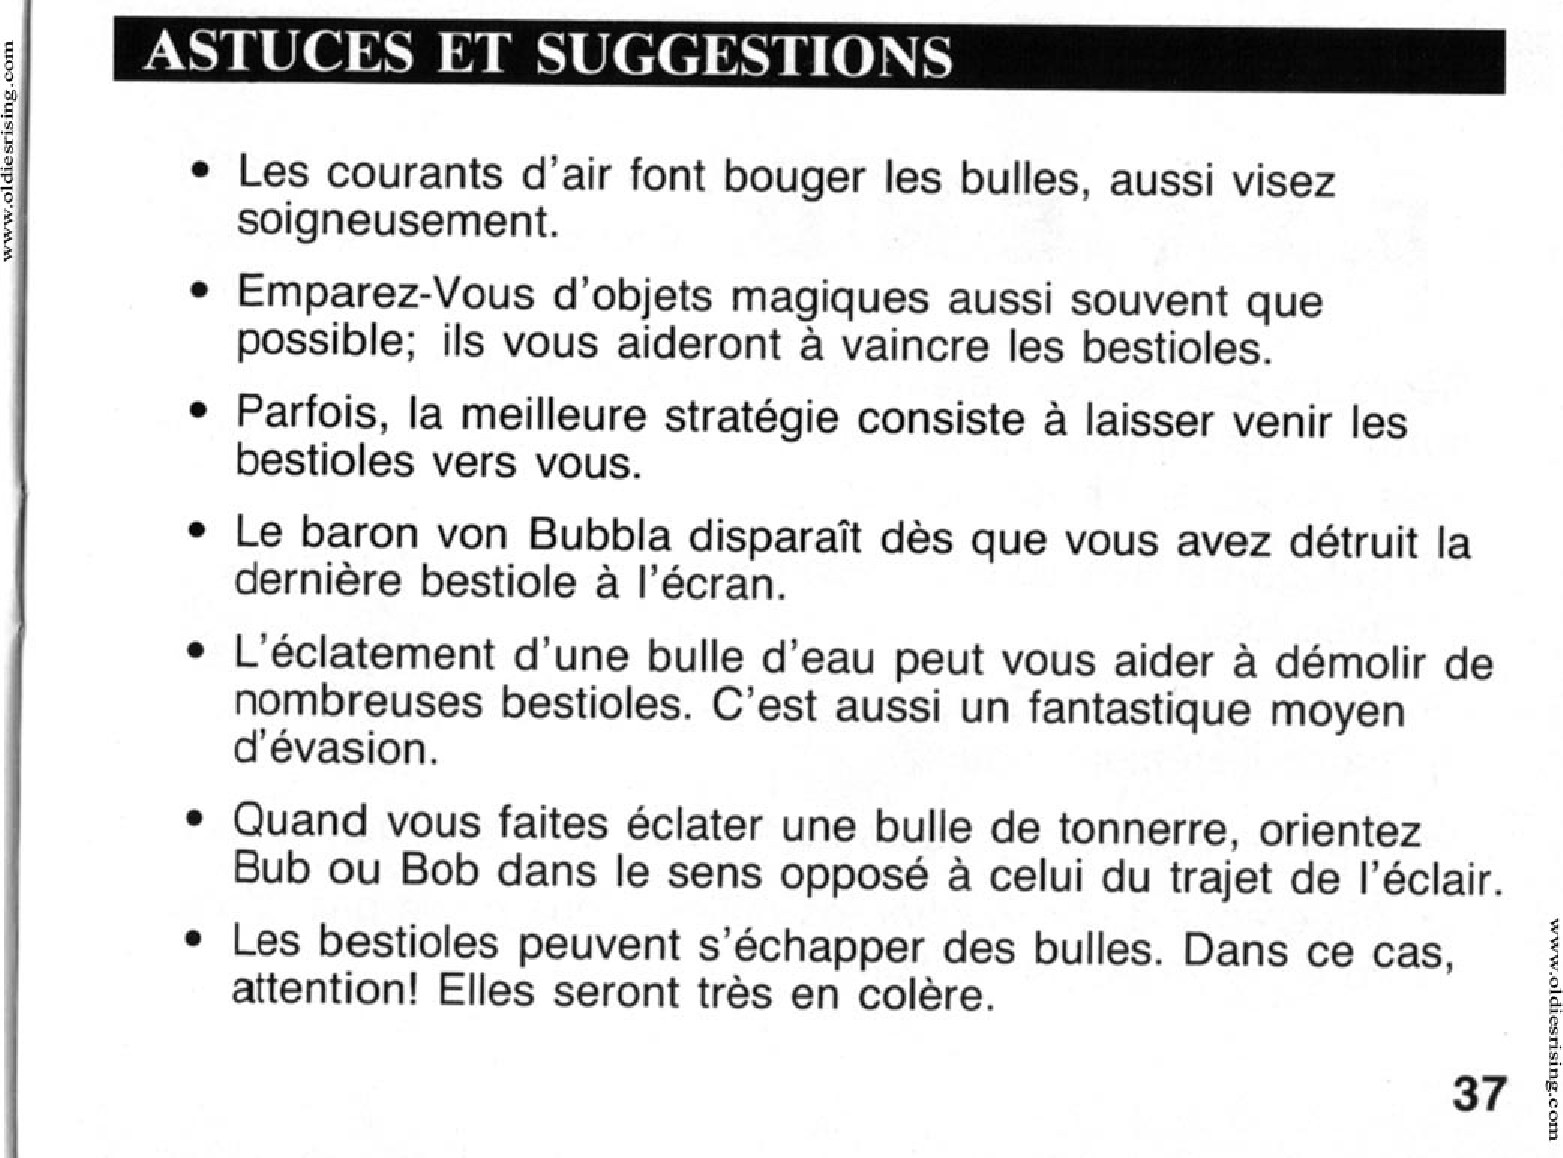 ASTUCES ET SUGGESTIONS
• Les courants d'air font bouger les bulles, aussi visez
soigneusement.
• Emparez-Vous d'objets magiques aussi souvent que
possible; ils vous aideront à vaincre les bestioles.
• Parfois, la meilleure stratégie consiste à laisser venir les
bestioles vers vous.
• Le baron von Bubbla disparaît dès que vous avez détruit la
dernière bestiole à l'écran.
• L'éclatement d'une bulle d'eau peut vous aider à démolir de
nombreuses bestioles. C'est aussi un fantastique moyen
d'évasion.
• Quand vous faites éclater une bulle de tonnerre, orientez
Bub ou Bob dans le sens opposé à celui du trajet de l'éclair.
• Les bestioles peuvent s'échapper des bulles. Dans ce cas,
attention! Elles seront très en colère.
37
www.oldiesrising.com
www.oldiesrising.com